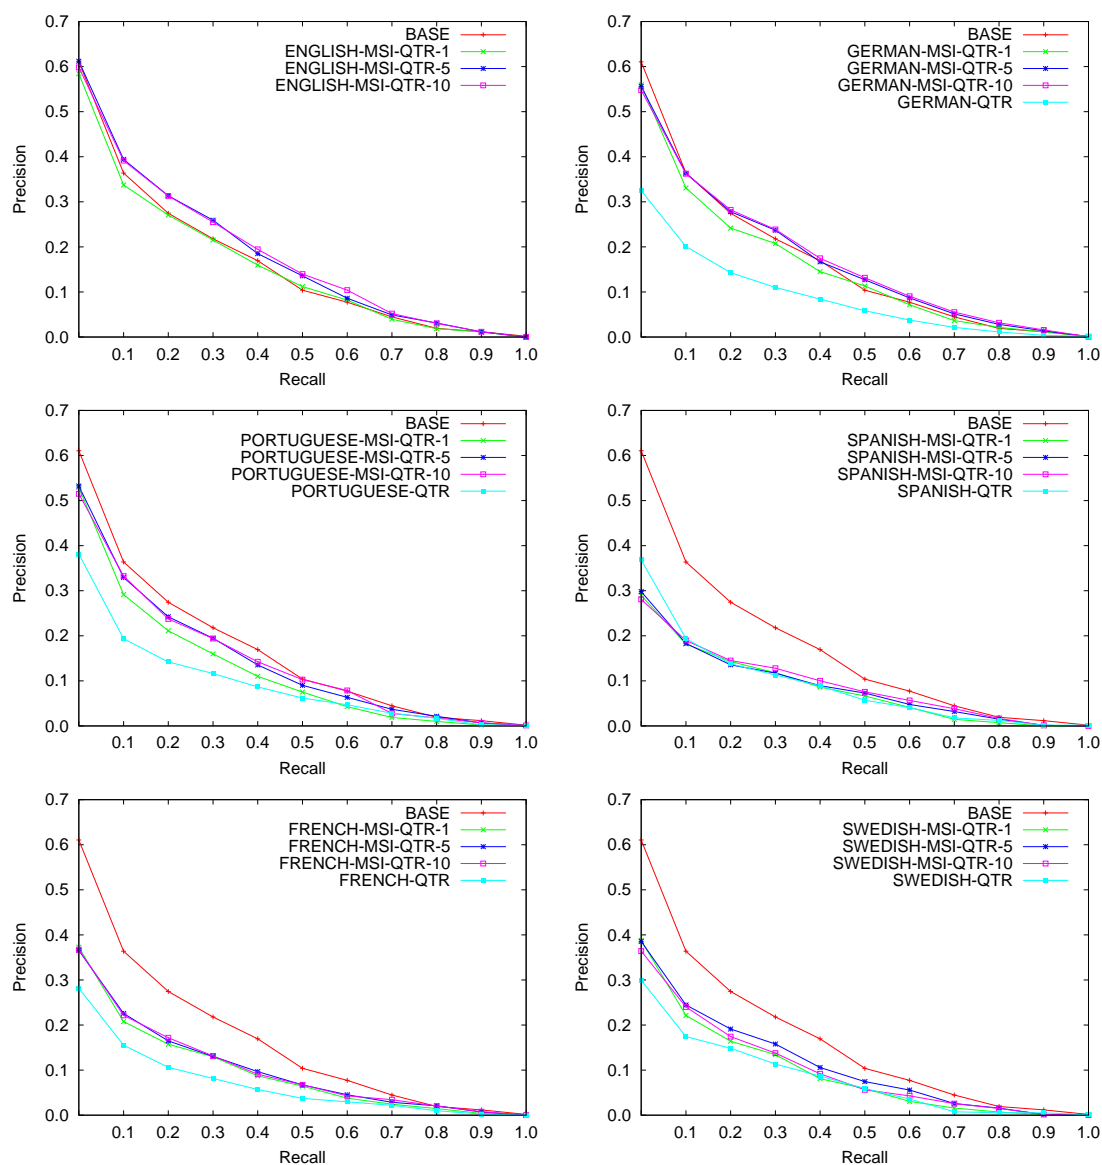 0.7
0.6
0.5
0.4
0.3
0.2
0.1
0.0
Precision
BASE
ENGLISH-MSI-QTR-1
ENGLISH-MSI-QTR-5
ENGLISH-MSI-QTR-10
0.1 0.2 0.3 0.4 0.5 0.6 0.7 0.8 0.9 1.0
Recall
0.7
0.6
0.5
0.4
0.3
0.2
0.1
0.0
Precision
BASE
GERMAN-MSI-QTR-1
GERMAN-MSI-QTR-5
GERMAN-MSI-QTR-10
GERMAN-QTR
0.1 0.2 0.3 0.4 0.5 0.6 0.7 0.8 0.9 1.0
Recall
0.7
0.6
0.5
0.4
0.3
0.2
0.1
0.0
Precision
BASE
PORTUGUESE-MSI-QTR-1
PORTUGUESE-MSI-QTR-5
PORTUGUESE-MSI-QTR-10
PORTUGUESE-QTR
0.1 0.2 0.3 0.4 0.5 0.6 0.7 0.8 0.9 1.0
Recall
0.7
0.6
0.5
0.4
0.3
0.2
0.1
0.0
Precision
BASE
SPANISH-MSI-QTR-1
SPANISH-MSI-QTR-5
SPANISH-MSI-QTR-10
SPANISH-QTR
0.1 0.2 0.3 0.4 0.5 0.6 0.7 0.8 0.9 1.0
Recall
0.7
0.6
0.5
0.4
0.3
0.2
0.1
0.0
Precision
BASE
FRENCH-MSI-QTR-1
FRENCH-MSI-QTR-5
FRENCH-MSI-QTR-10
FRENCH-QTR
0.1 0.2 0.3 0.4 0.5 0.6 0.7 0.8 0.9 1.0
Recall
0.7
0.6
0.5
0.4
0.3
0.2
0.1
0.0
Precision
BASE
SWEDISH-MSI-QTR-1
SWEDISH-MSI-QTR-5
SWEDISH-MSI-QTR-10
SWEDISH-QTR
0.1 0.2 0.3 0.4 0.5 0.6 0.7 0.8 0.9 1.0
Recall